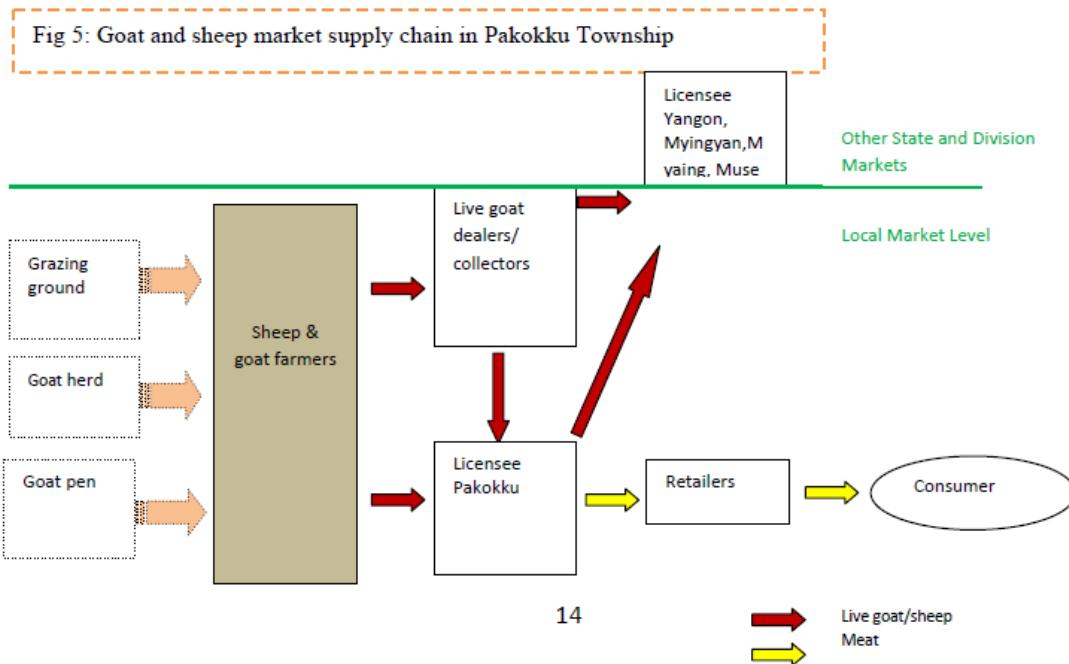 Fig 5: Goat and sheep market supply chain in Pakokku Township
Licensee
Yangon,
Myingyan,M
yaing, Muse
Other State and Division
Markets
Local Market Level
Live goat
dealers/
collectors
Grazing
ground
Sheep &
goat farmers
Goat herd
Goat pen
Licensee
Pakokku
Retailers
Consumer
14
Live goat/sheep
Meat